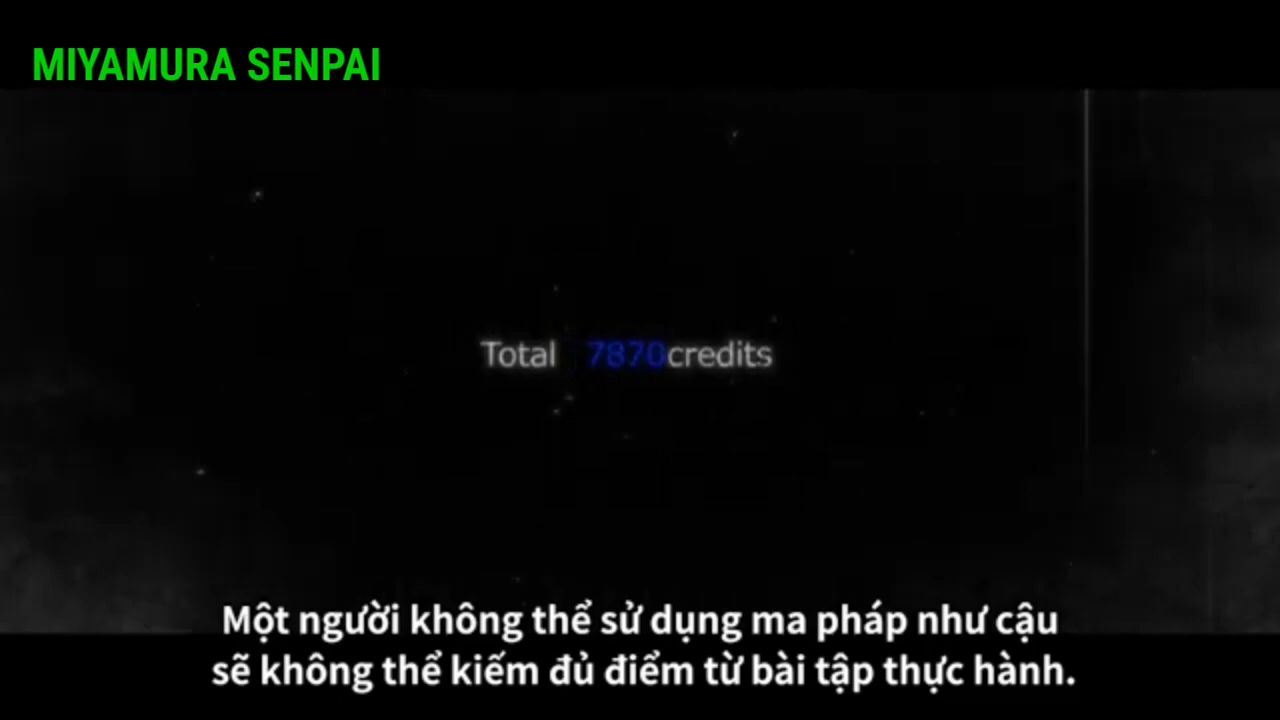 MIYAMURA SENPAI
Total 7870credits
Một người không thể sử dụng ma pháp như cậu
sẽ không thể kiếm đủ điểm từ bài tập thực hành.